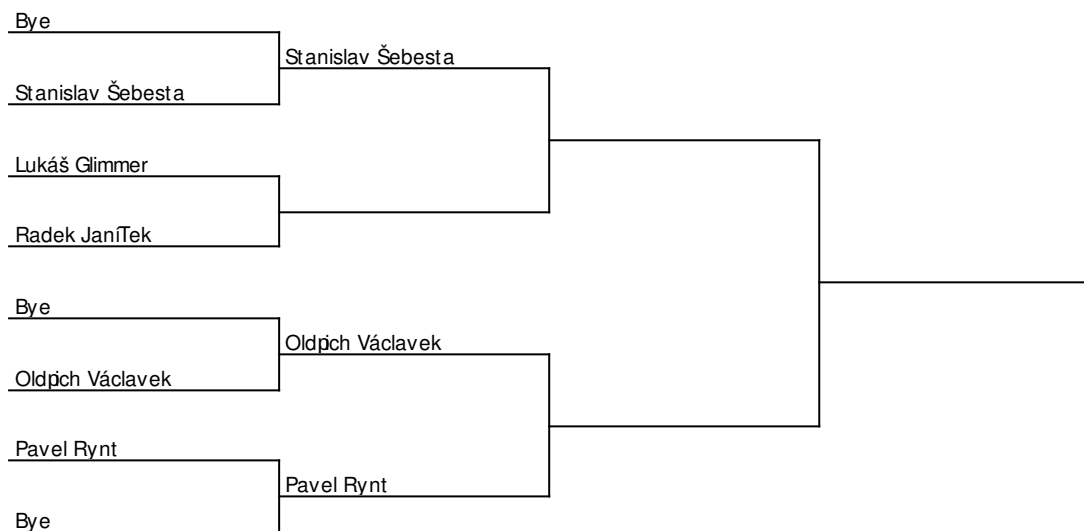 Bye
Stanislav Šebesta
Stanislav Šebesta
Lukáš Glimmer
Radek JaníTek
Bye
Oldpich Václavek
Oldpich Václavek
Pavel Rynt
Pavel Rynt
Bye